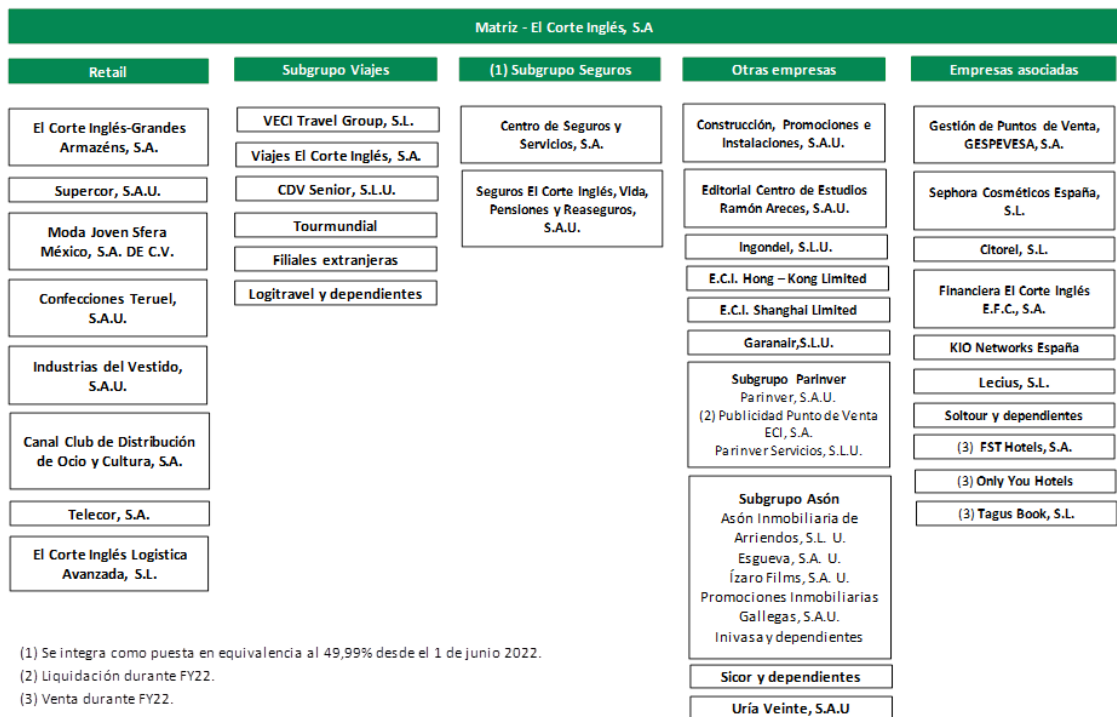 Matriz - El Corte Inglés, S.A
Retail
El Corte Inglés-Grandes
Armazéns, S.A.
Supercor, S.A.U.
Moda Joven Sfera
México, S.A. DE C.V.
Confecciones Teruel,
S.A.U.
Industrias del Vestido,
S.A.U.
Canal Club de Distribución
de Ocio y Cultura, S.A.
Telecor, S.A.
El Corte Inglés Logistica
Avanzada, S.L.
Subgrupo Viajes
VECI Travel Group, S.L.
Viajes El Corte Inglés, S.A.
CDV Senior, S.L.U.
Tourmundial
Filiales extranjeras
Logitravel y dependientes
(1) Subgrupo Seguros
Centro de Seguros y
Servicios, S.A.
Seguros El Corte Inglés, Vida,
Pensiones y Reaseguros,
S.A.U.
Otras empresas
Construcción, Promociones e
Instalaciones, S.A.U.
Editorial Centro de Estudios
Ramón Areces, S.A.U.
Ingondel, S.L.U.
E.C.I. Hong – Kong Limited
E.C.I. Shanghai Limited
Garanair,S.L.U.
Subgrupo Parinver
Parinver, S.A.U.
(2) Publicidad Punto de Venta
ECI, S.A.
Parinver Servicios, S.L.U.
Subgrupo Asón
Asón Inmobiliaria de
Arriendos, S.L. U.
Esgueva, S.A. U.
Ízaro Films, S.A. U.
Promociones Inmobiliarias
Gallegas, S.A.U.
Inivasa y dependientes
Sicor y dependientes
Uría Veinte, S.A.U
Empresas asociadas
Gestión de Puntos de Venta,
GESPEVESA, S.A.
Sephora Cosméticos España,
S.L.
Citorel, S.L.
Financiera El Corte Inglés
E.F.C., S.A.
KIO Networks España
Lecius, S.L.
Soltour y dependientes
(3) FST Hotels, S.A.
(3) Only You Hotels
(3) Tagus Book, S.L.
(1) Se integra como puesta en equivalencia al 49,99% desde el 1 de junio 2022.
(2) Liquidación durante FY22.
(3) Venta durante FY22.